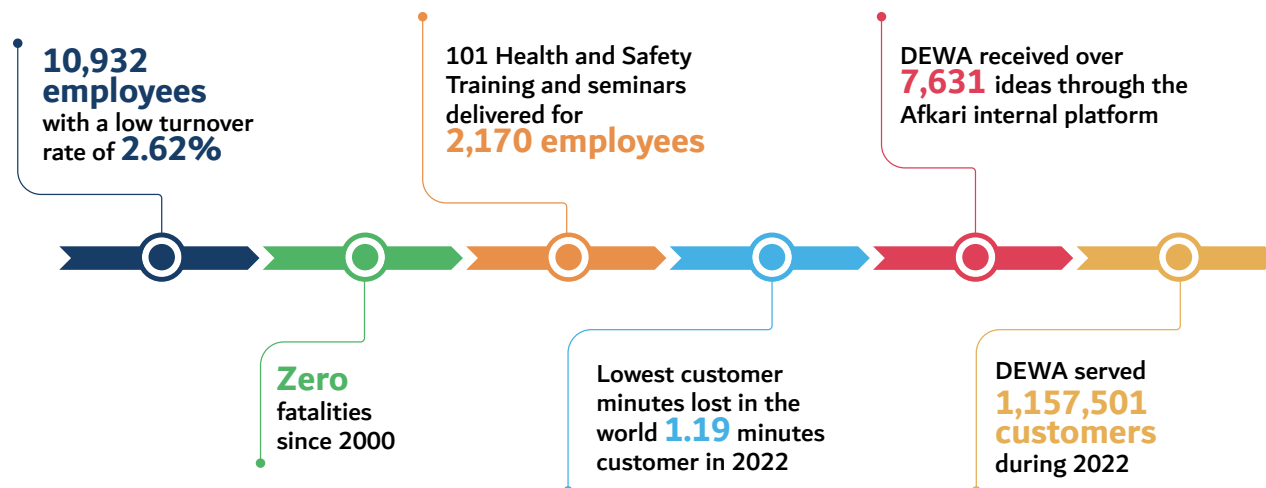 10,932
employees
with a low turnover
rate of 2.62%
Zero
fatalities
since 2000
101 Health and Safety
Training and seminars
delivered for
2,170 employees
Lowest customer
minutes lost in the
world 1.19 minutes
customer in 2022
DEWA received over
7,631 ideas through the
Afkari internal platform
DEWA served
1,157,501
customers
during 2022